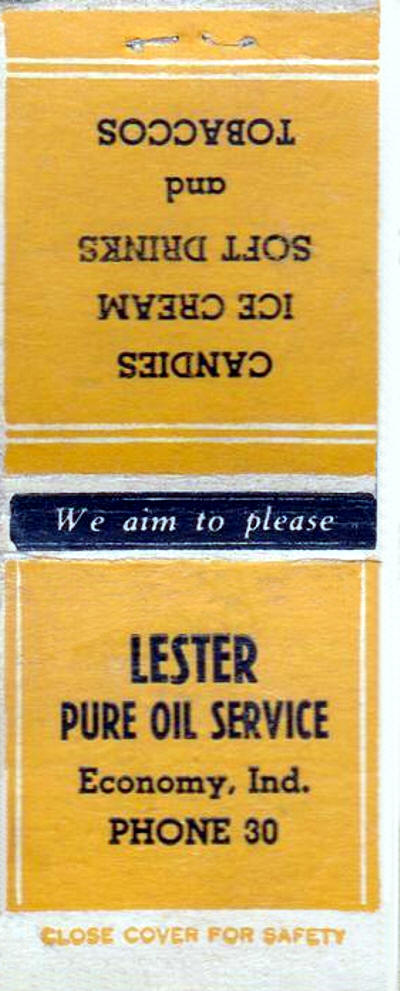 CANDIES
ICE CREAM
SOFT DRINKS
and
TOBACCOS
We aim to please
LESTER
PURE OIL SERVICE
Economy, Ind.
PHONE 30
CLOSE COVER FOR SAFETY